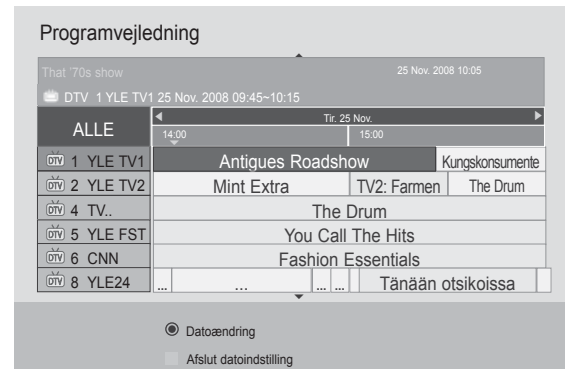 Programvejledning
That '70s show 25 Nov. 2008 10:05
DTV 1 YLE TV1 25 Nov. 2008 09:45~10:15
ALLE
Tir. 25 Nov.
14:00 15:00
DTV 1 YLE TV1 Antigues Roadshow Kungskonsumente
DTV 2 YLE TV2 Mint Extra TV2: Farmen The Drum
DTV 4 TV.. The Drum
DTV 5 YLE FST You Call The Hits
DTV 6 CNN Fashion Essentials
DTV 8 YLE24 ... ... ... ... Tänään otsikoissa
Datoændring
Afslut datoindstilling